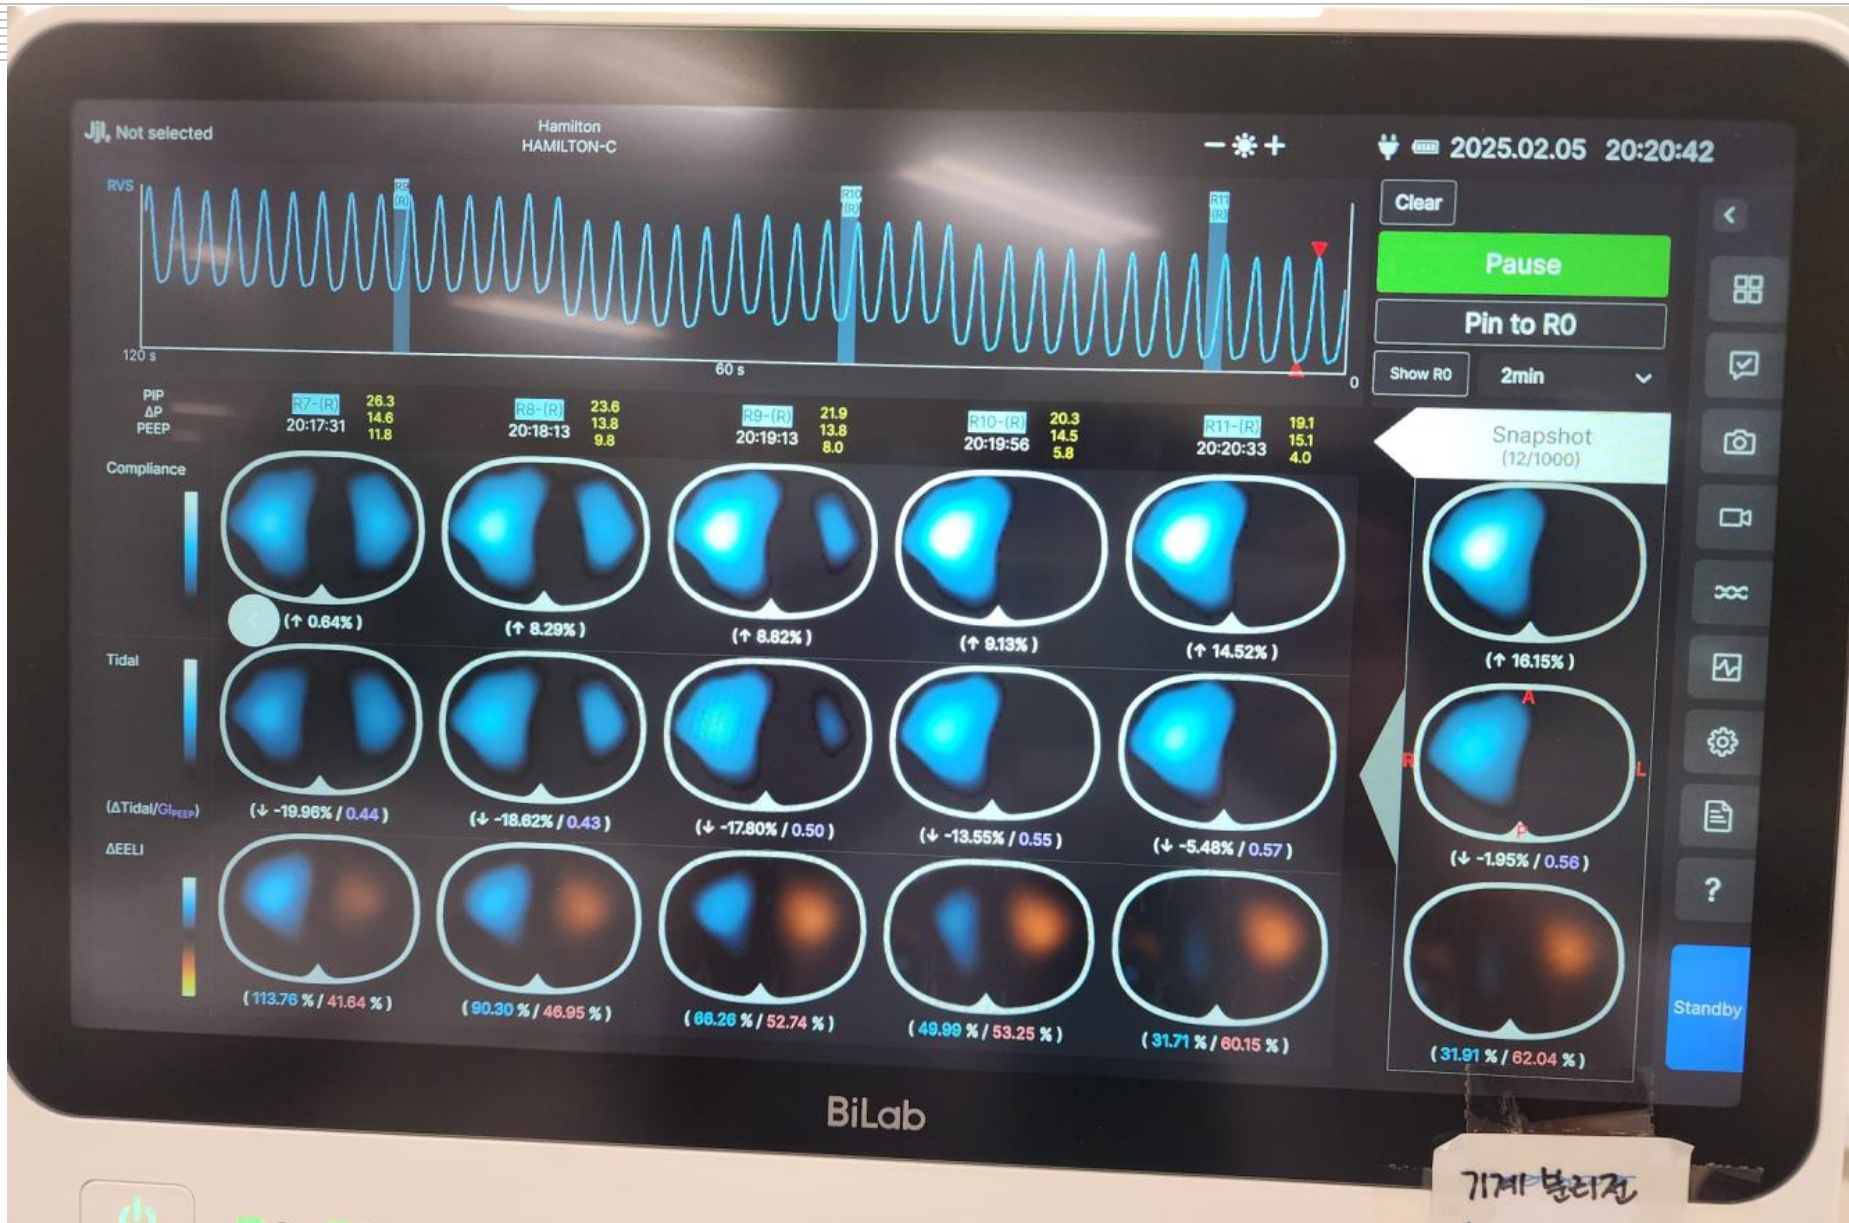 Not selected
Hamilton
HAMILTON-C
2025.02.05 20:20:42
RVS
R9
(R)
R10
(R)
R11
(R)
Clear
Pause
Pin to R0
Show R0
2min
120 s
60 s
0
PIP
ΔP
PEEP
R7-(R)
20:17:31
26.3
14.6
11.8
R8-(R)
20:18:13
23.6
13.8
9.8
R9-(R)
20:19:13
21.9
13.8
8.0
R10-(R)
20:19:56
20.3
14.5
5.8
R11-(R)
20:20:33
19.1
15.1
4.0
Snapshot
(12/1000)
Compliance
(↑ 0.64% )
(↑ 8.29% )
(↑ 8.82% )
(↑ 9.13% )
(↑ 14.52% )
(↑ 16.15% )
Tidal
A
R
L
P
(ΔTidal/GIPEEP)
(↓ -19.96% / 0.44 )
(↓ -18.62% / 0.43 )
(↓ -17.80% / 0.50 )
(↓ -13.55% / 0.55 )
(↓ -5.48% / 0.57 )
(↓ -1.95% / 0.56 )
ΔEELI
( 113.76 % / 41.64 % )
( 90.30 % / 46.95 % )
( 66.26 % / 52.74 % )
( 49.99 % / 53.25 % )
( 31.71 % / 60.15 % )
( 31.91 % / 62.04 % )
Standby
BiLab
기계 분리전